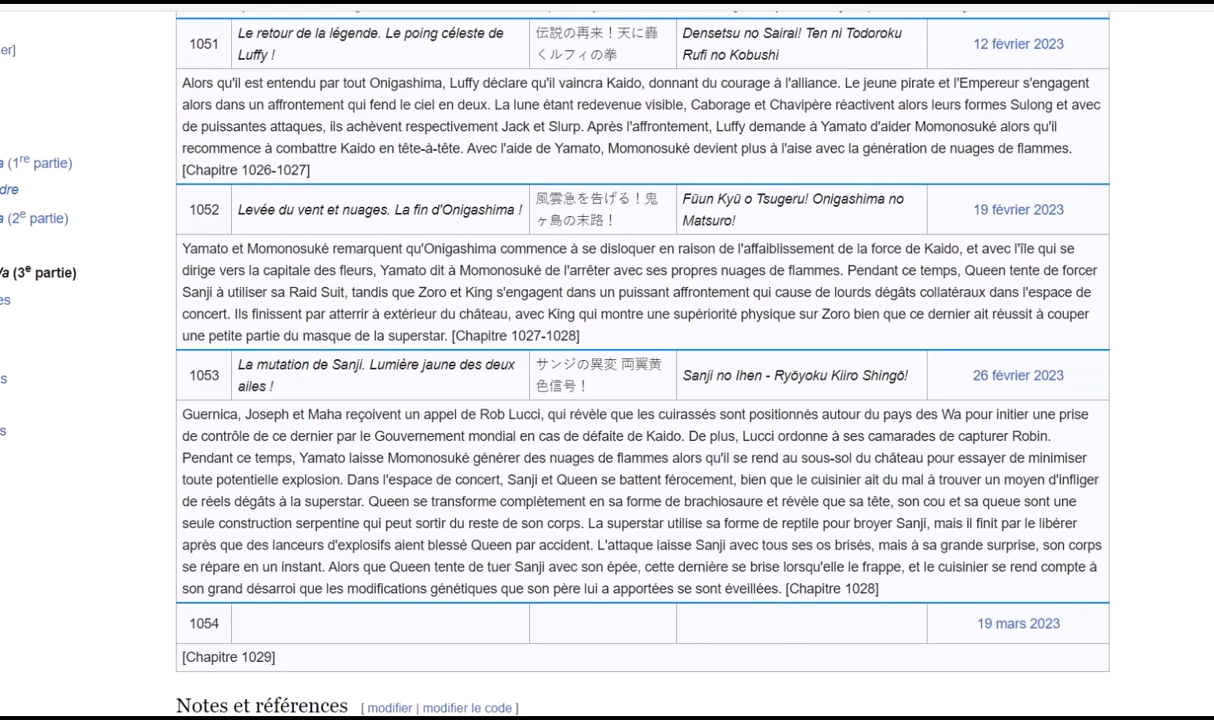 er]
a (1re partie)
dre
a (2e partie)
Va (3e partie)
es
s
s
1051
Le retour de la légende. Le poing céleste de
Luffy !
伝説の再来！天に轟
くルフィの拳
Densetsu no Sairai! Ten ni Todoroku
Rufi no Kobushi
12 février 2023
Alors qu'il est entendu par tout Onigashima, Luffy déclare qu'il vaincra Kaido, donnant du courage à l'alliance. Le jeune pirate et l'Empereur s'engagent
alors dans un affrontement qui fend le ciel en deux. La lune étant redevenue visible, Caborage et Chavipère réactivent alors leurs formes Sulong et avec
de puissantes attaques, ils achèvent respectivement Jack et Slurp. Après l'affrontement, Luffy demande à Yamato d'aider Momonosuké alors qu'il
recommence à combattre Kaido en tête-à-tête. Avec l'aide de Yamato, Momonosuké devient plus à l'aise avec la génération de nuages de flammes.
[Chapitre 1026-1027]
1052
Levée du vent et nuages. La fin d'Onigashima !
風雲急を告げる！鬼
ヶ島の末路！
Fūun Kyū o Tsugeru! Onigashima no
Matsuro!
19 février 2023
Yamato et Momonosuké remarquent qu'Onigashima commence à se disloquer en raison de l'affaiblissement de la force de Kaido, et avec l'île qui se
dirige vers la capitale des fleurs, Yamato dit à Momonosuké de l'arrêter avec ses propres nuages de flammes. Pendant ce temps, Queen tente de forcer
Sanji à utiliser sa Raid Suit, tandis que Zoro et King s'engagent dans un puissant affrontement qui cause de lourds dégâts collatéraux dans l'espace de
concert. Ils finissent par atterrir à extérieur du château, avec King qui montre une supériorité physique sur Zoro bien que ce dernier ait réussit à couper
une petite partie du masque de la superstar. [Chapitre 1027-1028]
1053
La mutation de Sanji. Lumière jaune des deux
ailes !
サンジの異変 両翼黄
色信号！
Sanji no Ihen - Ryōyoku Kiiro Shingō!
26 février 2023
Guernica, Joseph et Maha reçoivent un appel de Rob Lucci, qui révèle que les cuirassés sont positionnés autour du pays des Wa pour initier une prise
de contrôle de ce dernier par le Gouvernement mondial en cas de défaite de Kaido. De plus, Lucci ordonne à ses camarades de capturer Robin.
Pendant ce temps, Yamato laisse Momonosuké générer des nuages de flammes alors qu'il se rend au sous-sol du château pour essayer de minimiser
toute potentielle explosion. Dans l'espace de concert, Sanji et Queen se battent férocement, bien que le cuisinier ait du mal à trouver un moyen d'infliger
de réels dégâts à la superstar. Queen se transforme complètement en sa forme de brachiosaure et révèle que sa tête, son cou et sa queue sont une
seule construction serpentine qui peut sortir du reste de son corps. La superstar utilise sa forme de reptile pour broyer Sanji, mais il finit par le libérer
après que des lanceurs d'explosifs aient blessé Queen par accident. L'attaque laisse Sanji avec tous ses os brisés, mais à sa grande surprise, son corps
se répare en un instant. Alors que Queen tente de tuer Sanji avec son épée, cette dernière se brise lorsqu'elle le frappe, et le cuisinier se rend compte à
son grand désarroi que les modifications génétiques que son père lui a apportées se sont éveillées. [Chapitre 1028]
1054
19 mars 2023
[Chapitre 1029]
Notes et références [ modifier | modifier le code ]